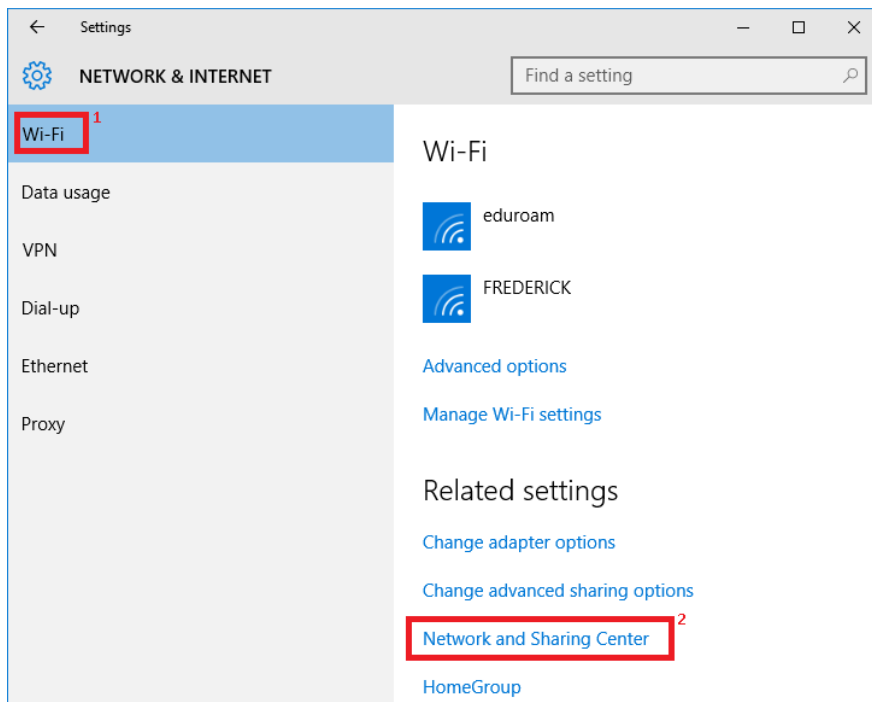 Settings
NETWORK & INTERNET
Find a setting
Wi-Fi
1
Data usage
VPN
Dial-up
Ethernet
Proxy
Wi-Fi
eduroam
FREDERICK
Advanced options
Manage Wi-Fi settings
Related settings
Change adapter options
Change advanced sharing options
Network and Sharing Center
2
HomeGroup